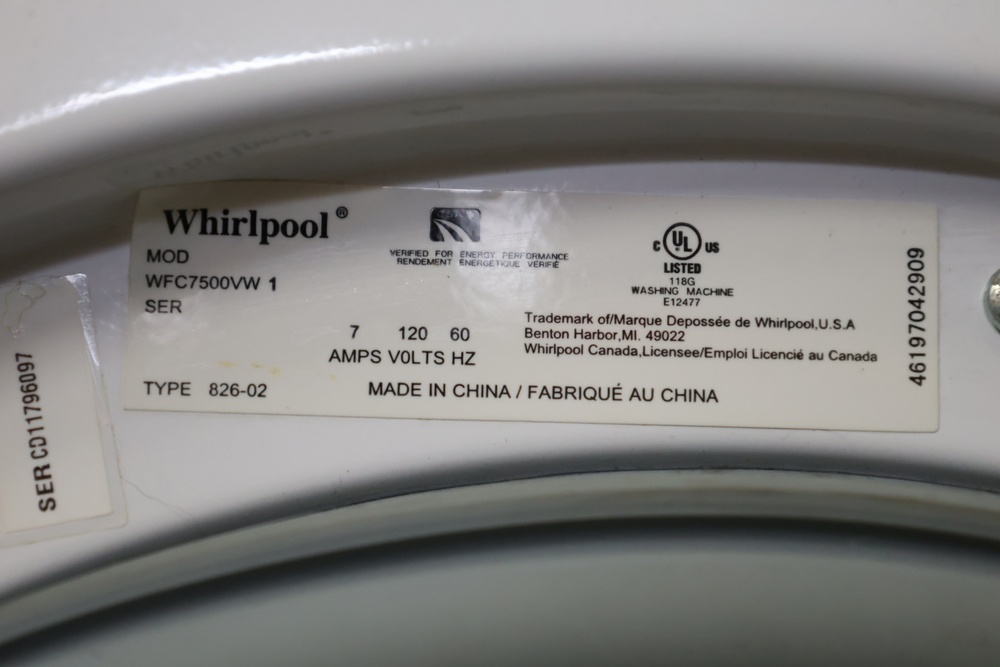 Whirlpool®
MOD
WFC7500VW 1
SER
VERIFIED FOR ENERGY PERFORMANCE
RENDEMENT ÉNERGÉTIQUE VÉRIFIÉ
C UL US
LISTED
118G
WASHING MACHINE
E12477
7 120 60
AMPS VOLTS HZ
Trademark of/Marque Depossée de Whirlpool,U.S.A
Benton Harbor,MI. 49022
Whirlpool Canada,Licensee/Emploi Licencié au Canada
TYPE 826-02
MADE IN CHINA / FABRIQUÉ AU CHINA
46197042909
SER CD11796097